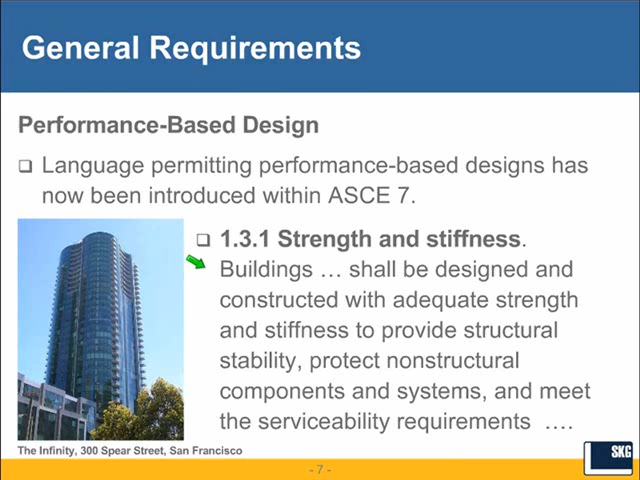 General Requirements
Performance-Based Design
❑ Language permitting performance-based designs has
now been introduced within ASCE 7.
❑ 1.3.1 Strength and stiffness.
Buildings … shall be designed and
constructed with adequate strength
and stiffness to provide structural
stability, protect nonstructural
components and systems, and meet
the serviceability requirements ….
The Infinity, 300 Spear Street, San Francisco
- 7 -
SKG